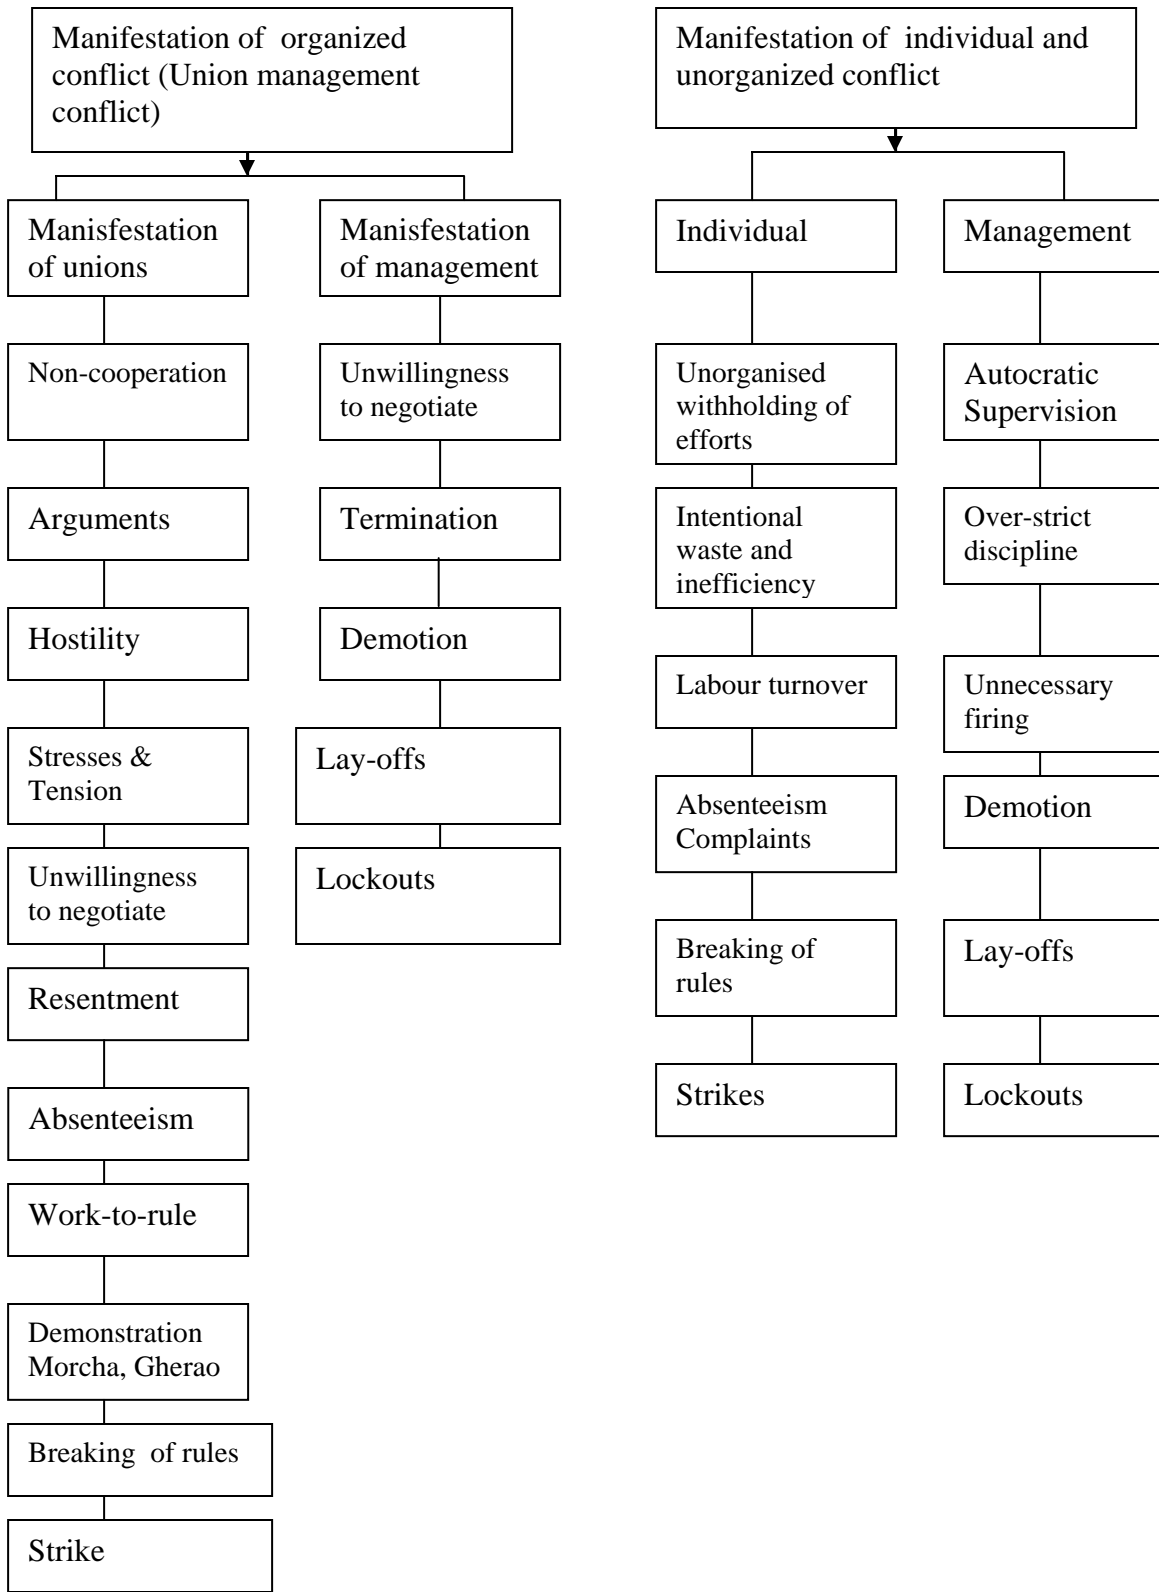 Manifestation of organized
conflict (Union management
conflict)
Manisfestation
of unions
Non-cooperation
Arguments
Hostility
Stresses &
Tension
Unwillingness
to negotiate
Resentment
Absenteeism
Work-to-rule
Demonstration
Morcha, Gherao
Breaking of rules
Strike
Manisfestation
of management
Unwillingness
to negotiate
Termination
Demotion
Lay-offs
Lockouts
Manifestation of individual and
unorganized conflict
Individual
Unorganised
withholding of
efforts
Intentional
waste and
inefficiency
Labour turnover
Absenteeism
Complaints
Breaking of
rules
Strikes
Management
Autocratic
Supervision
Over-strict
discipline
Unnecessary
firing
Demotion
Lay-offs
Lockouts